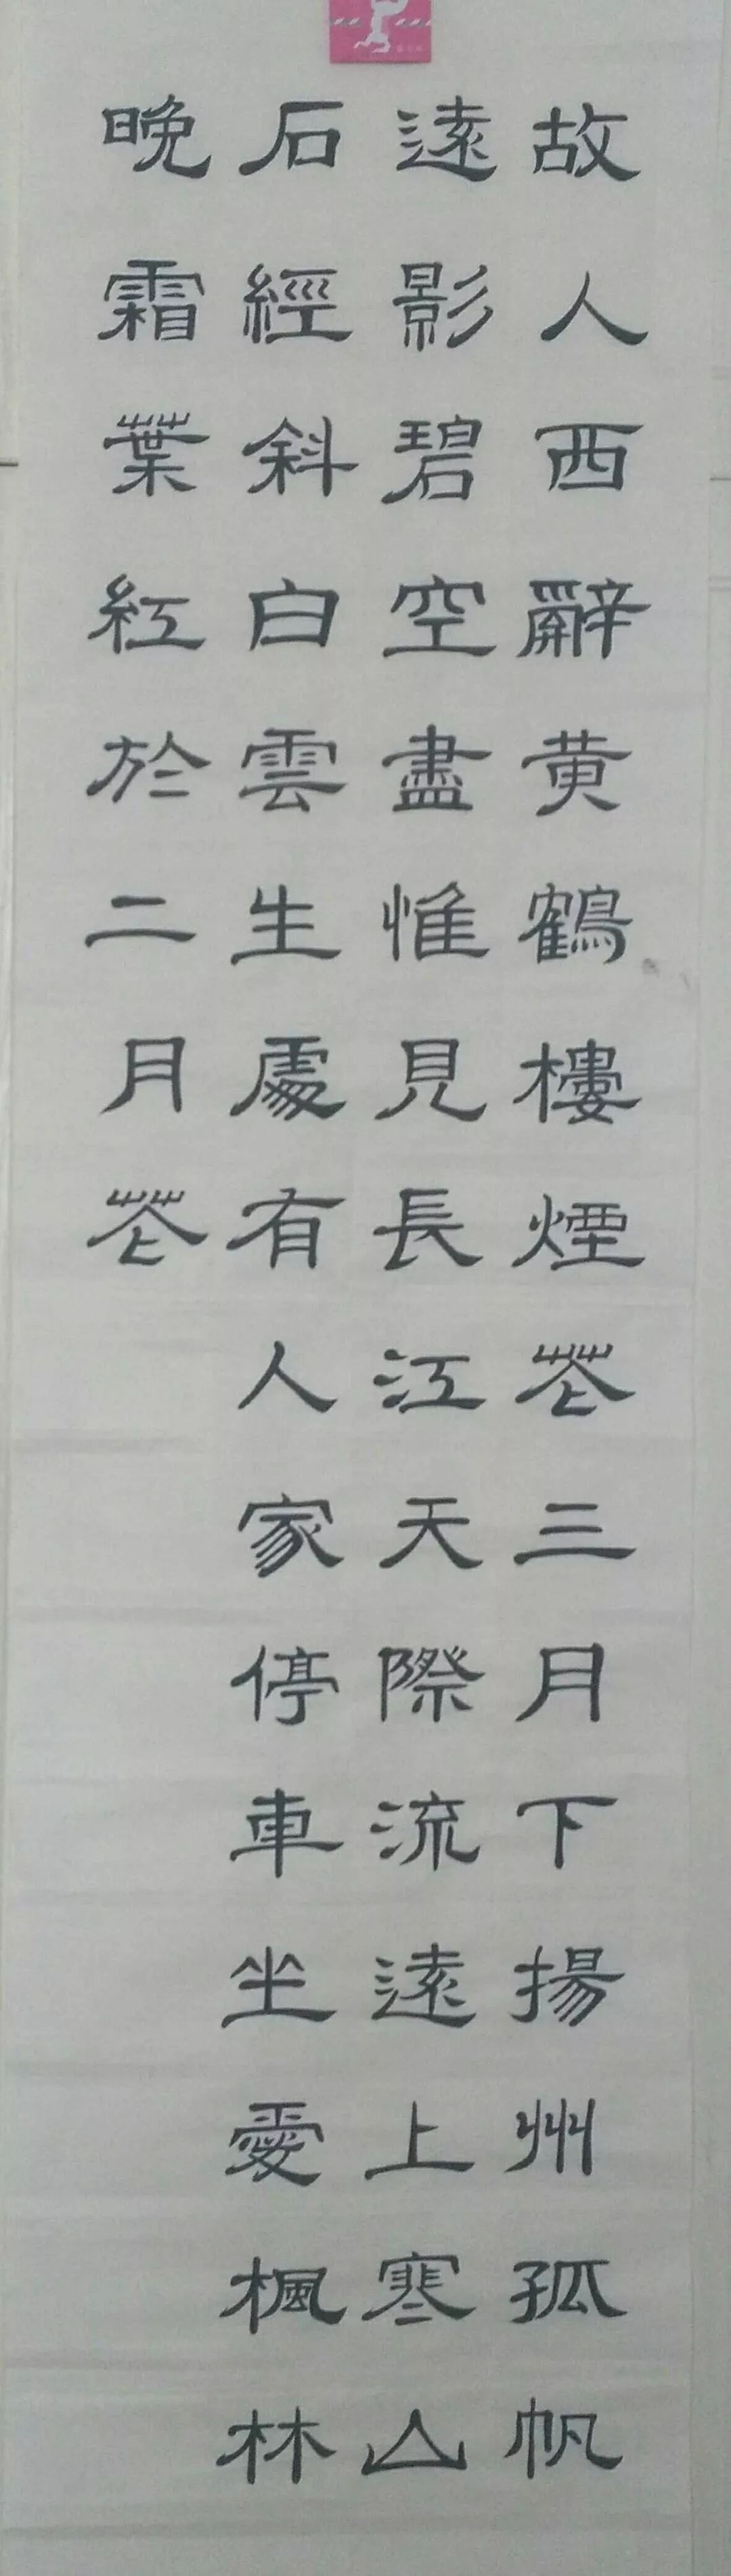 故人西辭黄鶴樓煙花三月下揚州孤帆
遠影碧空盡惟見長江天際流遠上寒山
石經斜白雲生處有人家停車坐愛楓林
晚霜葉紅於二月花